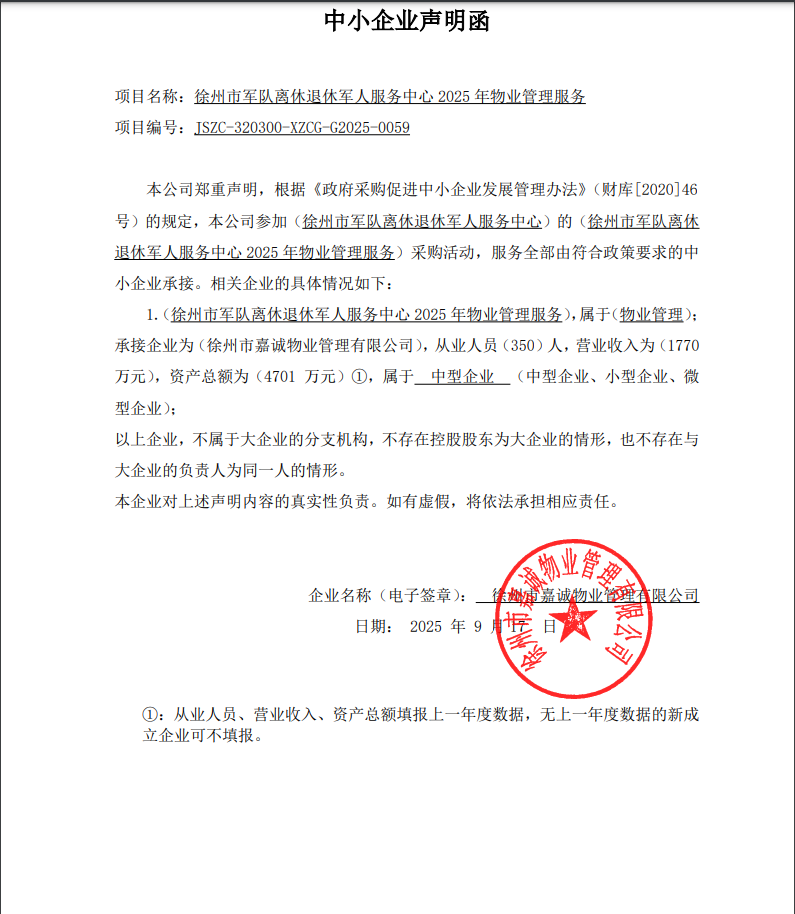 中小企业声明函
项目名称：徐州市军队离休退休军人服务中心 2025 年物业管理服务
项目编号：JSZC-320300-XZCG-G2025-0059
本公司郑重声明，根据《政府采购促进中小企业发展管理办法》（财库[2020]46
号）的规定，本公司参加（徐州市军队离休退休军人服务中心）的（徐州市军队离休
退休军人服务中心 2025 年物业管理服务）采购活动，服务全部由符合政策要求的中
小企业承接。相关企业的具体情况如下：
1.（徐州市军队离休退休军人服务中心 2025 年物业管理服务），属于（物业管理）；
承接企业为（徐州市嘉诚物业管理有限公司），从业人员（350）人，营业收入为（1770
万元），资产总额为（4701 万元）①，属于 中型企业 （中型企业、小型企业、微
型企业）；
以上企业，不属于大企业的分支机构，不存在控股股东为大企业的情形，也不存在与
大企业的负责人为同一人的情形。
本企业对上述声明内容的真实性负责。如有虚假，将依法承担相应责任。
企业名称（电子签章）： 徐州市嘉诚物业管理有限公司
日期： 2025 年 9 月 17 日
徐州市嘉诚物业管理有限公司
①：从业人员、营业收入、资产总额填报上一年度数据，无上一年度数据的新成
立企业可不填报。